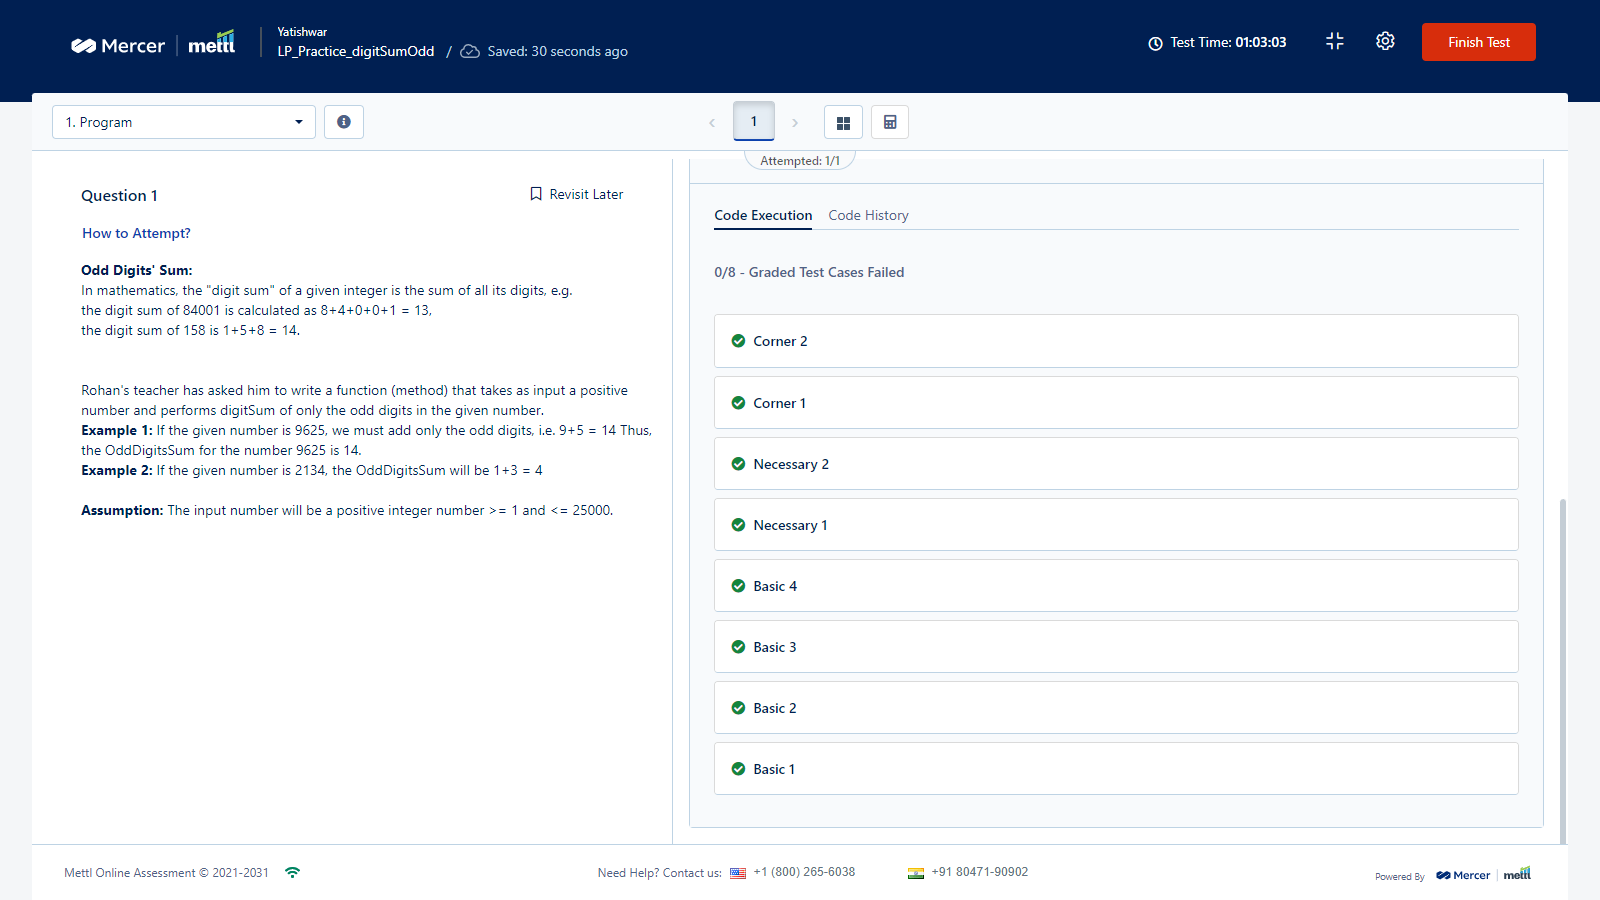 Mercer | mettl
Yatishwar
LP_Practice_digitSumOdd / Saved: 30 seconds ago
Test Time: 01:03:03
Finish Test
1. Program
1
Attempted: 1/1
Question 1
Revisit Later
How to Attempt?
Odd Digits' Sum:
In mathematics, the "digit sum" of a given integer is the sum of all its digits, e.g.
the digit sum of 84001 is calculated as 8+4+0+0+1 = 13,
the digit sum of 158 is 1+5+8 = 14.
Rohan's teacher has asked him to write a function (method) that takes as input a positive
number and performs digitSum of only the odd digits in the given number.
Example 1: If the given number is 9625, we must add only the odd digits, i.e. 9+5 = 14 Thus,
the OddDigitsSum for the number 9625 is 14.
Example 2: If the given number is 2134, the OddDigitsSum will be 1+3 = 4
Assumption: The input number will be a positive integer number >= 1 and <= 25000.
Code Execution
Code History
0/8 - Graded Test Cases Failed
Corner 2
Corner 1
Necessary 2
Necessary 1
Basic 4
Basic 3
Basic 2
Basic 1
Mettl Online Assessment © 2021-2031
Need Help? Contact us: +1 (800) 265-6038
+91 80471-90902
Powered By Mercer | mettl